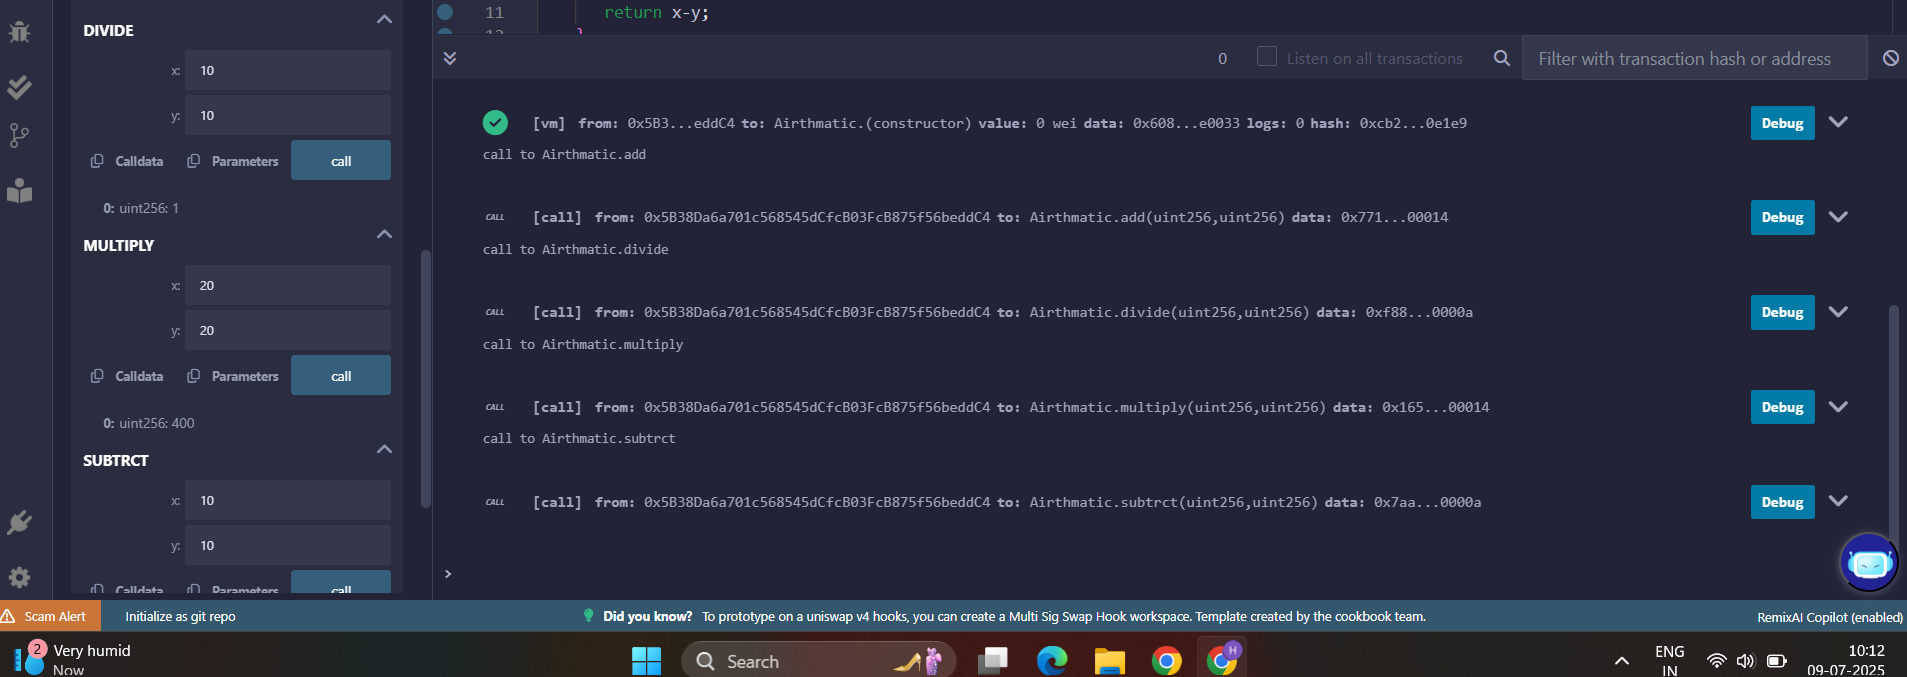 DIVIDE
x: 10
y: 10
Calldata Parameters call
0: uint256: 1
MULTIPLY
x: 20
y: 20
Calldata Parameters call
0: uint256: 400
SUBTRCT
x: 10
y: 10
Calldata Parameters call
11 return x-y;
12 }
0 Listen on all transactions Filter with transaction hash or address
[vm] from: 0x5B3...eddC4 to: Airthmatic.(constructor) value: 0 wei data: 0x608...e0033 logs: 0 hash: 0xcb2...0e1e9 Debug
call to Airthmatic.add
CALL [call] from: 0x5B38Da6a701c568545dCfcB03FcB875f56beddC4 to: Airthmatic.add(uint256,uint256) data: 0x771...00014 Debug
call to Airthmatic.divide
CALL [call] from: 0x5B38Da6a701c568545dCfcB03FcB875f56beddC4 to: Airthmatic.divide(uint256,uint256) data: 0xf88...0000a Debug
call to Airthmatic.multiply
CALL [call] from: 0x5B38Da6a701c568545dCfcB03FcB875f56beddC4 to: Airthmatic.multiply(uint256,uint256) data: 0x165...00014 Debug
call to Airthmatic.subtrct
CALL [call] from: 0x5B38Da6a701c568545dCfcB03FcB875f56beddC4 to: Airthmatic.subtrct(uint256,uint256) data: 0x7aa...0000a Debug
>
Scam Alert Initialize as git repo Did you know? To prototype on a uniswap v4 hooks, you can create a Multi Sig Swap Hook workspace. Template created by the cookbook team. RemixAI Copilot (enabled)
2 Very humid
Now
Search
H
ENG
IN
10:12
09-07-2025